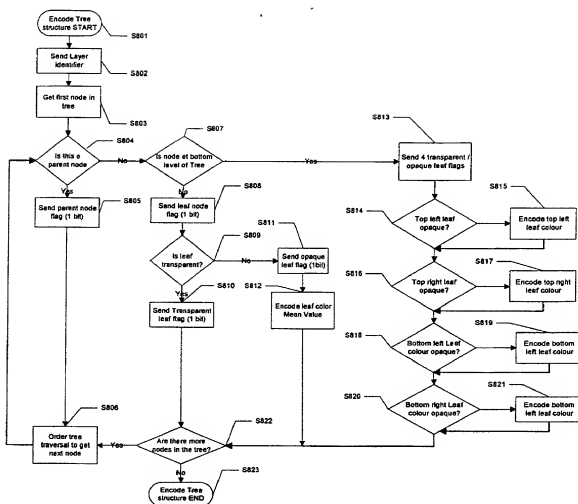 Encode Tree
structure START
S801
Send Layer
identifier
S802
Get first node in
tree
S803
S804
Is this a
parent node
No
Yes
Send parent node
flag (1 bit)
S805
S807
Is node at bottom
level of Tree
Yes
No
Send leaf node
flag (1 bit)
S808
S809
Is leaf
transparent?
No
Yes
S810
Send Transparent
leaf flag (1 bit)
S811
Send opaque
leaf flag (1bit)
S812
Encode leaf color
Mean Value
S813
Send 4 transparent /
opaque leaf flags
S814
Top left leaf
opaque?
S815
Encode top left
leaf colour
S816
Top right leaf
opaque?
S817
Encode top right
leaf colour
S818
Bottom left Leaf
colour opaque?
S819
Encode bottom
left leaf colour
S820
Bottom right Leaf
colour opaque?
S821
Encode bottom
left leaf colour
S806
Order tree
traversal to get
next node
Yes
S822
Are there more
nodes in the tree?
No
S823
Encode Tree
structure END